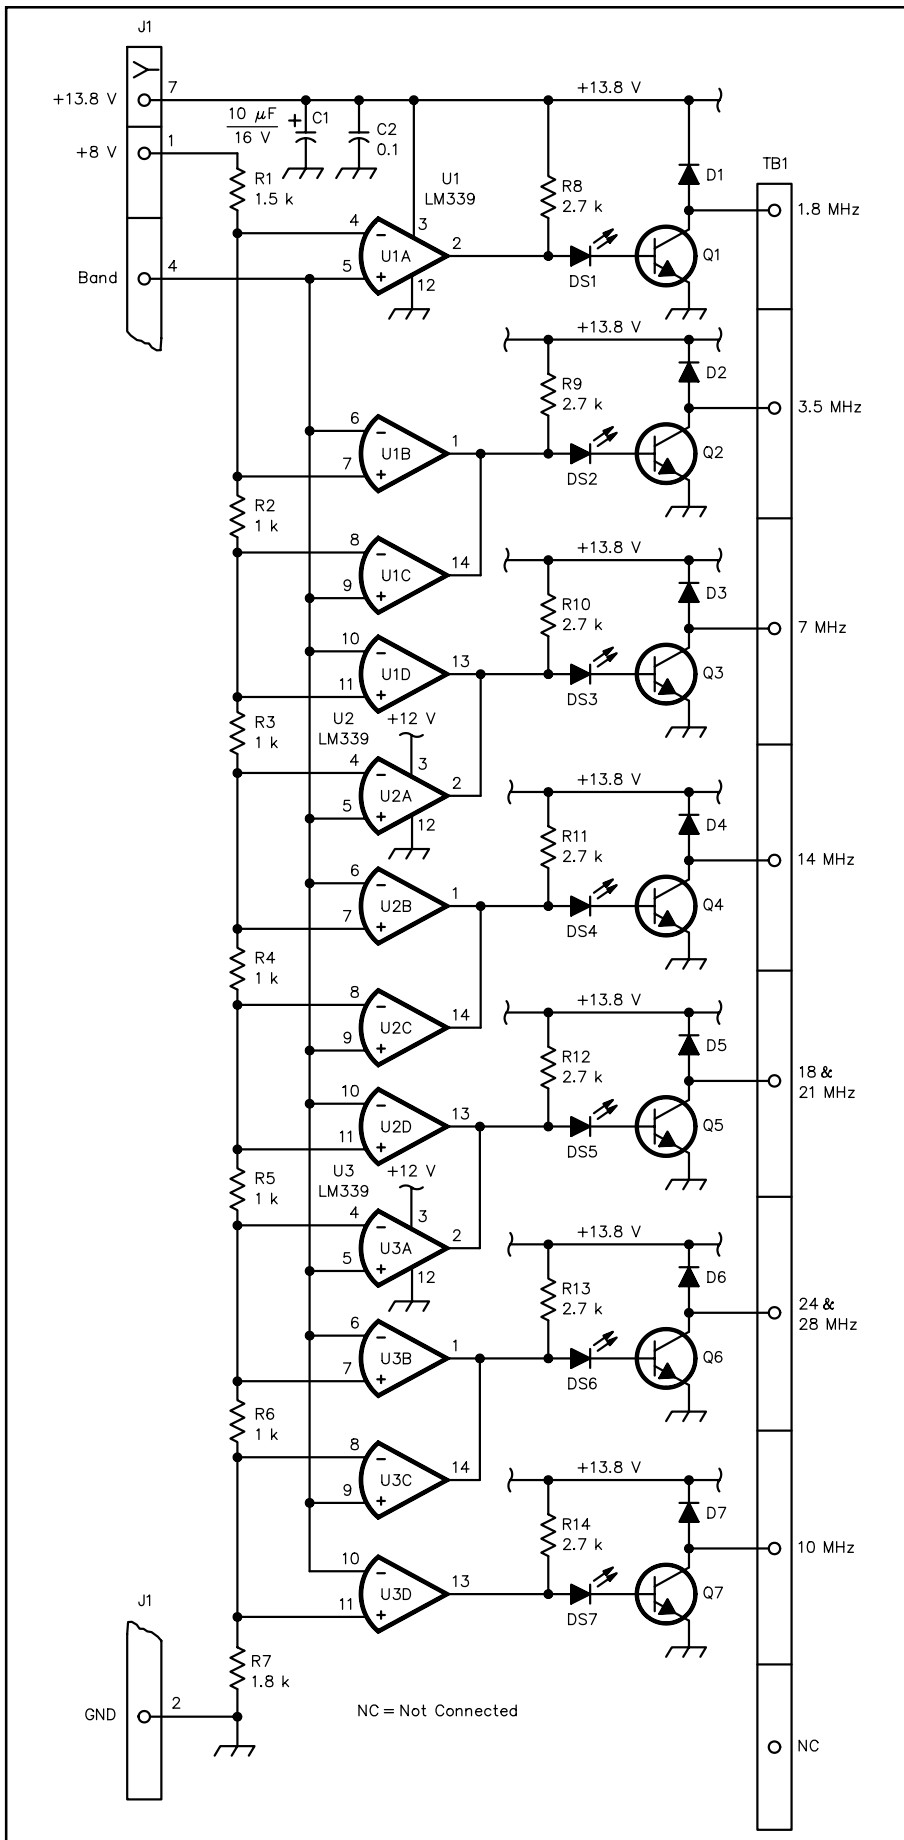 J1
7
+13.8 V
+13.8 V
10 µF
16 V
+
C1
C2
0.1
+8 V
1
R1
1.5 k
U1
LM339
R8
2.7 k
D1
TB1
1.8 MHz
4
3
2
−
U1A
+
5
12
DS1
Q1
Band
4
+13.8 V
D2
R9
2.7 k
3.5 MHz
6
−
U1B
+
7
1
DS2
Q2
R2
1 k
8
−
U1C
+
9
14
+13.8 V
D3
R10
2.7 k
7 MHz
10
−
U1D
+
11
13
DS3
Q3
R3
1 k
U2
LM339
+12 V
4
3
−
U2A
+
5
2
12
+13.8 V
D4
R11
2.7 k
14 MHz
6
−
U2B
+
7
1
DS4
Q4
R4
1 k
8
−
U2C
+
9
14
+13.8 V
D5
R12
2.7 k
18 &
21 MHz
10
−
U2D
+
11
13
DS5
Q5
R5
1 k
U3
LM339
+12 V
4
3
−
U3A
+
5
2
12
+13.8 V
D6
R13
2.7 k
24 &
28 MHz
6
−
U3B
+
7
1
DS6
Q6
R6
1 k
8
−
U3C
+
9
14
+13.8 V
D7
R14
2.7 k
10 MHz
10
−
U3D
+
11
13
DS7
Q7
J1
R7
1.8 k
GND
2
NC = Not Connected
NC